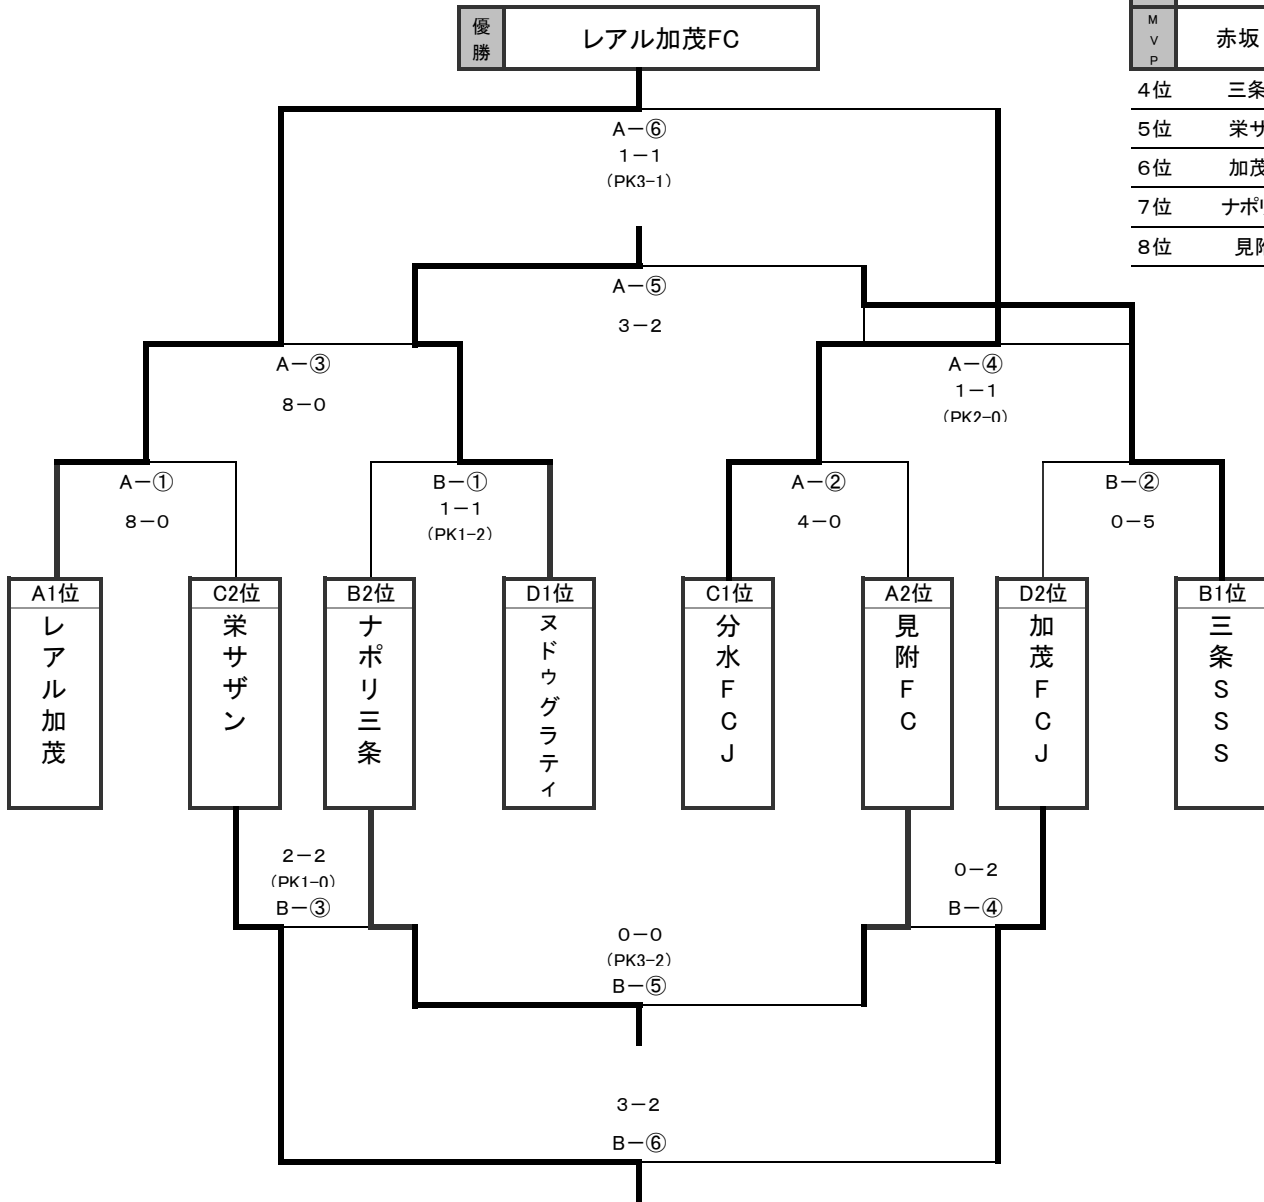 優勝 レアル加茂FC
MVP 赤坂
4位 三条
5位 栄サ
6位 加茂
7位 ナポリ
8位 見附
A－⑥
1－1
(PK3-1)
A－⑤
3－2
A－③
8－0
A－④
1－1
(PK2-0)
A－①
8－0
B－①
1－1
(PK1-2)
A－②
4－0
B－②
0－5
A1位 C2位 B2位 D1位 C1位 A2位 D2位 B1位
レアル加茂
栄サザン
ナポリ三条
ヌドゥグラティ
分水FCJ
見附FC
加茂FCJ
三条SSS
2－2
(PK1-0)
B－③
0－2
B－④
0－0
(PK3-2)
B－⑤
3－2
B－⑥